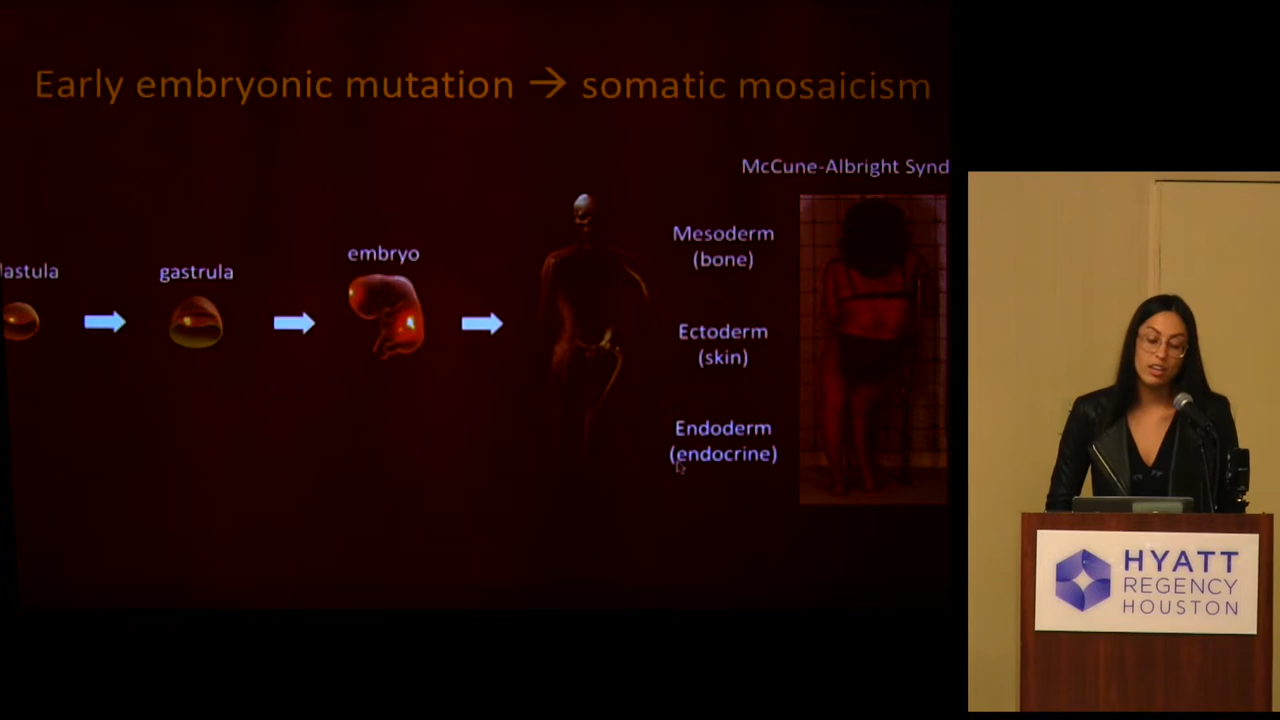 Early embryonic mutation → somatic mosaicism
McCune-Albright Synd
lastula
gastrula
embryo
Mesoderm
(bone)
Ectoderm
(skin)
Endoderm
(endocrine)
HYATT
REGENCY
HOUSTON